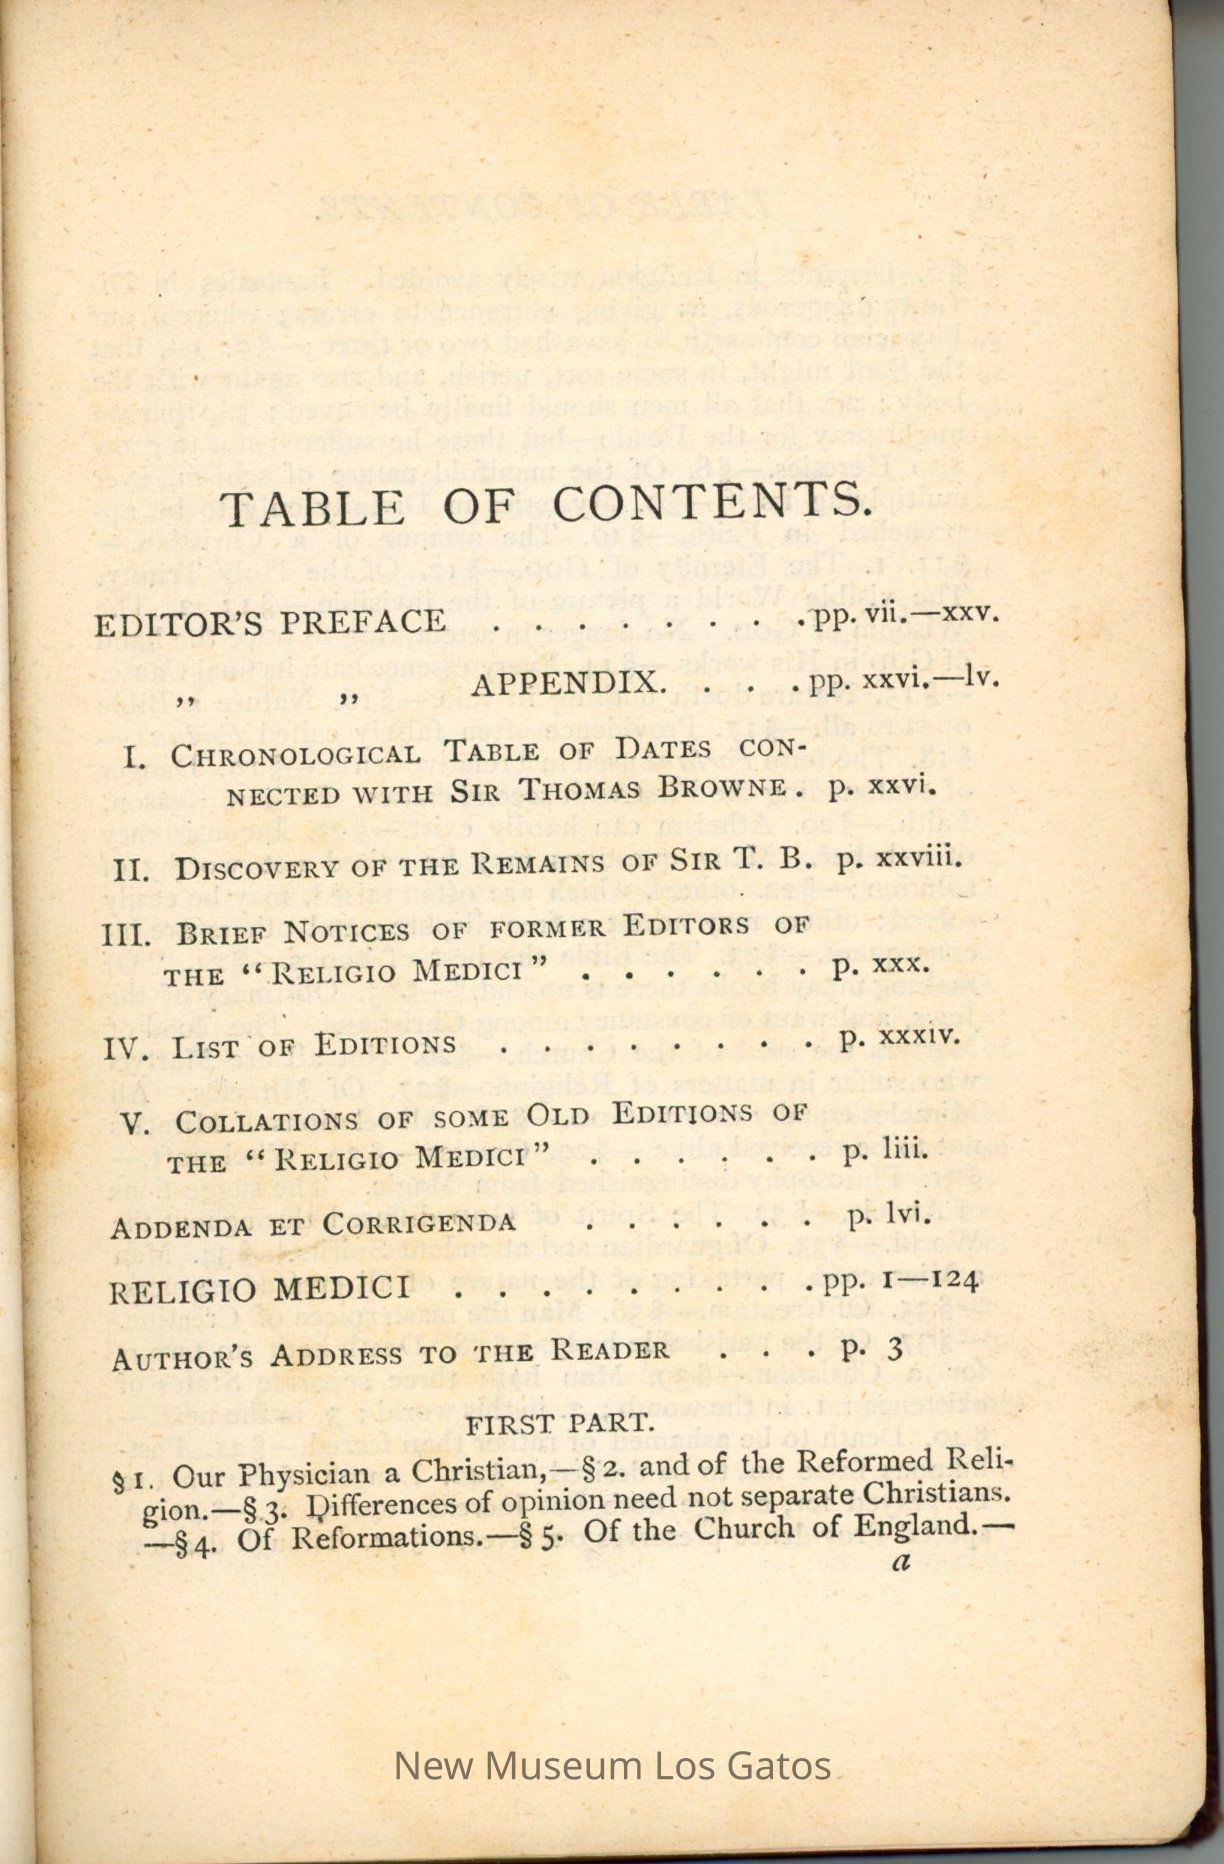 TABLE OF CONTENTS.
EDITOR'S PREFACE . . . . . . . . pp. vii.—xxv.
„ „ APPENDIX. . . . pp. xxvi.—lv.
I. CHRONOLOGICAL TABLE OF DATES CON-
NECTED WITH SIR THOMAS BROWNE . p. xxvi.
II. DISCOVERY OF THE REMAINS OF SIR T. B. p. xxviii.
III. BRIEF NOTICES OF FORMER EDITORS OF
THE “RELIGIO MEDICI” . . . . . . p. xxx.
IV. LIST OF EDITIONS . . . . . . . . p. xxxiv.
V. COLLATIONS OF SOME OLD EDITIONS OF
THE “RELIGIO MEDICI” . . . . . . p. liii.
ADDENDA ET CORRIGENDA . . . . . . p. lvi.
RELIGIO MEDICI . . . . . . . . . pp. 1—124
AUTHOR'S ADDRESS TO THE READER . . . p. 3
FIRST PART.
§ 1. Our Physician a Christian,—§ 2. and of the Reformed Reli-
gion.—§ 3. Differences of opinion need not separate Christians.
—§ 4. Of Reformations.—§ 5. Of the Church of England.—
a
New Museum Los Gatos